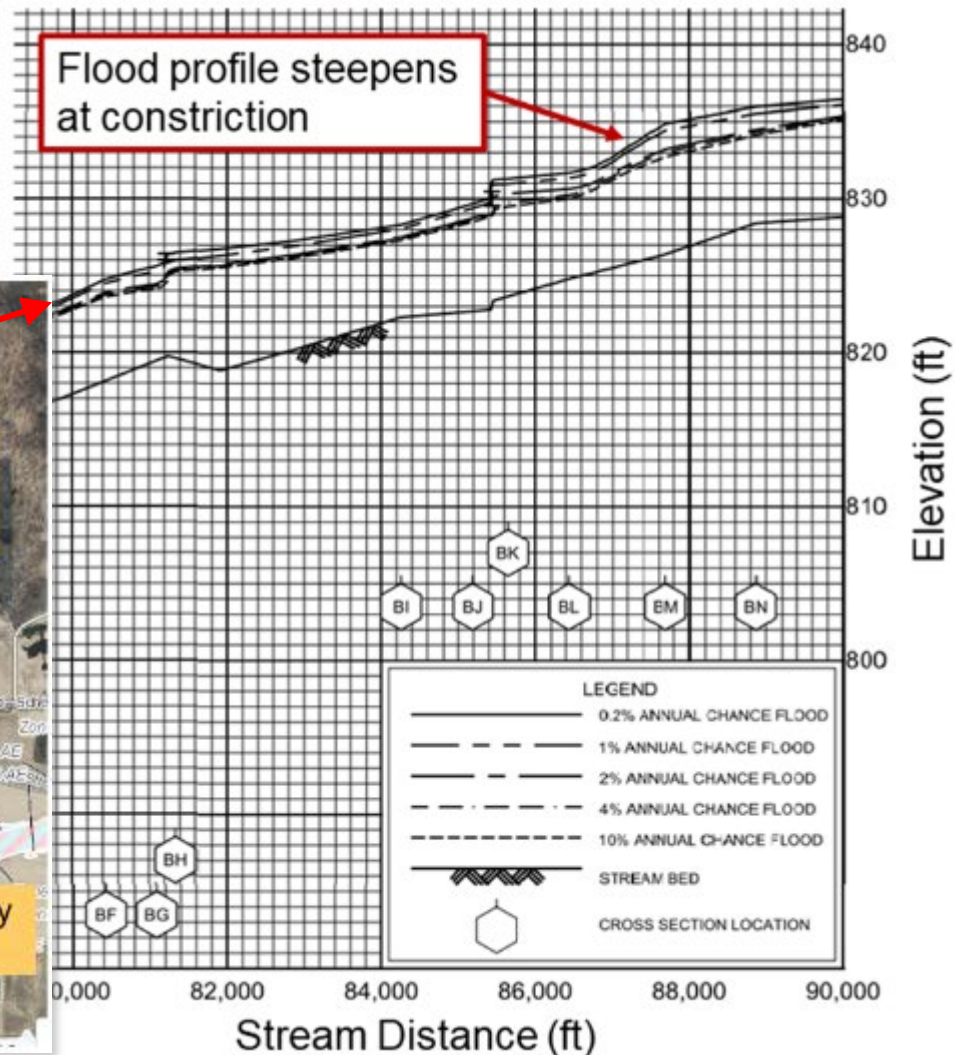 Flood profile steepens
at constriction
840
830
820
810
800
Elevation (ft)
BK
BI
BJ
BL
BM
BN
BH
BF
BG
LEGEND
0.2% ANNUAL CHANCE FLOOD
1% ANNUAL CHANCE FLOOD
2% ANNUAL CHANCE FLOOD
4% ANNUAL CHANCE FLOOD
10% ANNUAL CHANCE FLOOD
STREAM BED
CROSS SECTION LOCATION
AE
y
0,000
82,000
84,000
86,000
88,000
90,000
Stream Distance (ft)